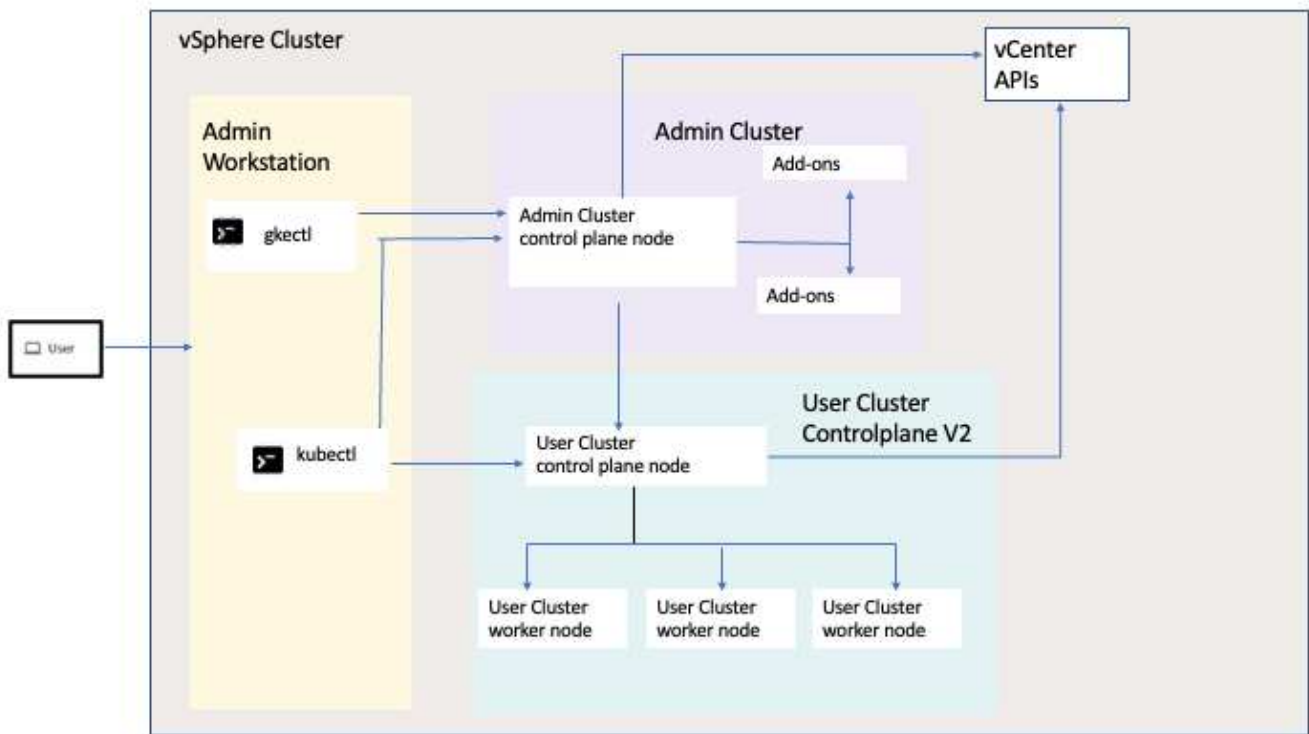 vSphere Cluster
vCenter
APIs
Admin
Workstation
Admin Cluster
Add-ons
gkectl
Admin Cluster
control plane node
Add-ons
User
User Cluster
Controlplane V2
kubectl
User Cluster
control plane node
User Cluster
worker node
User Cluster
worker node
User Cluster
worker node